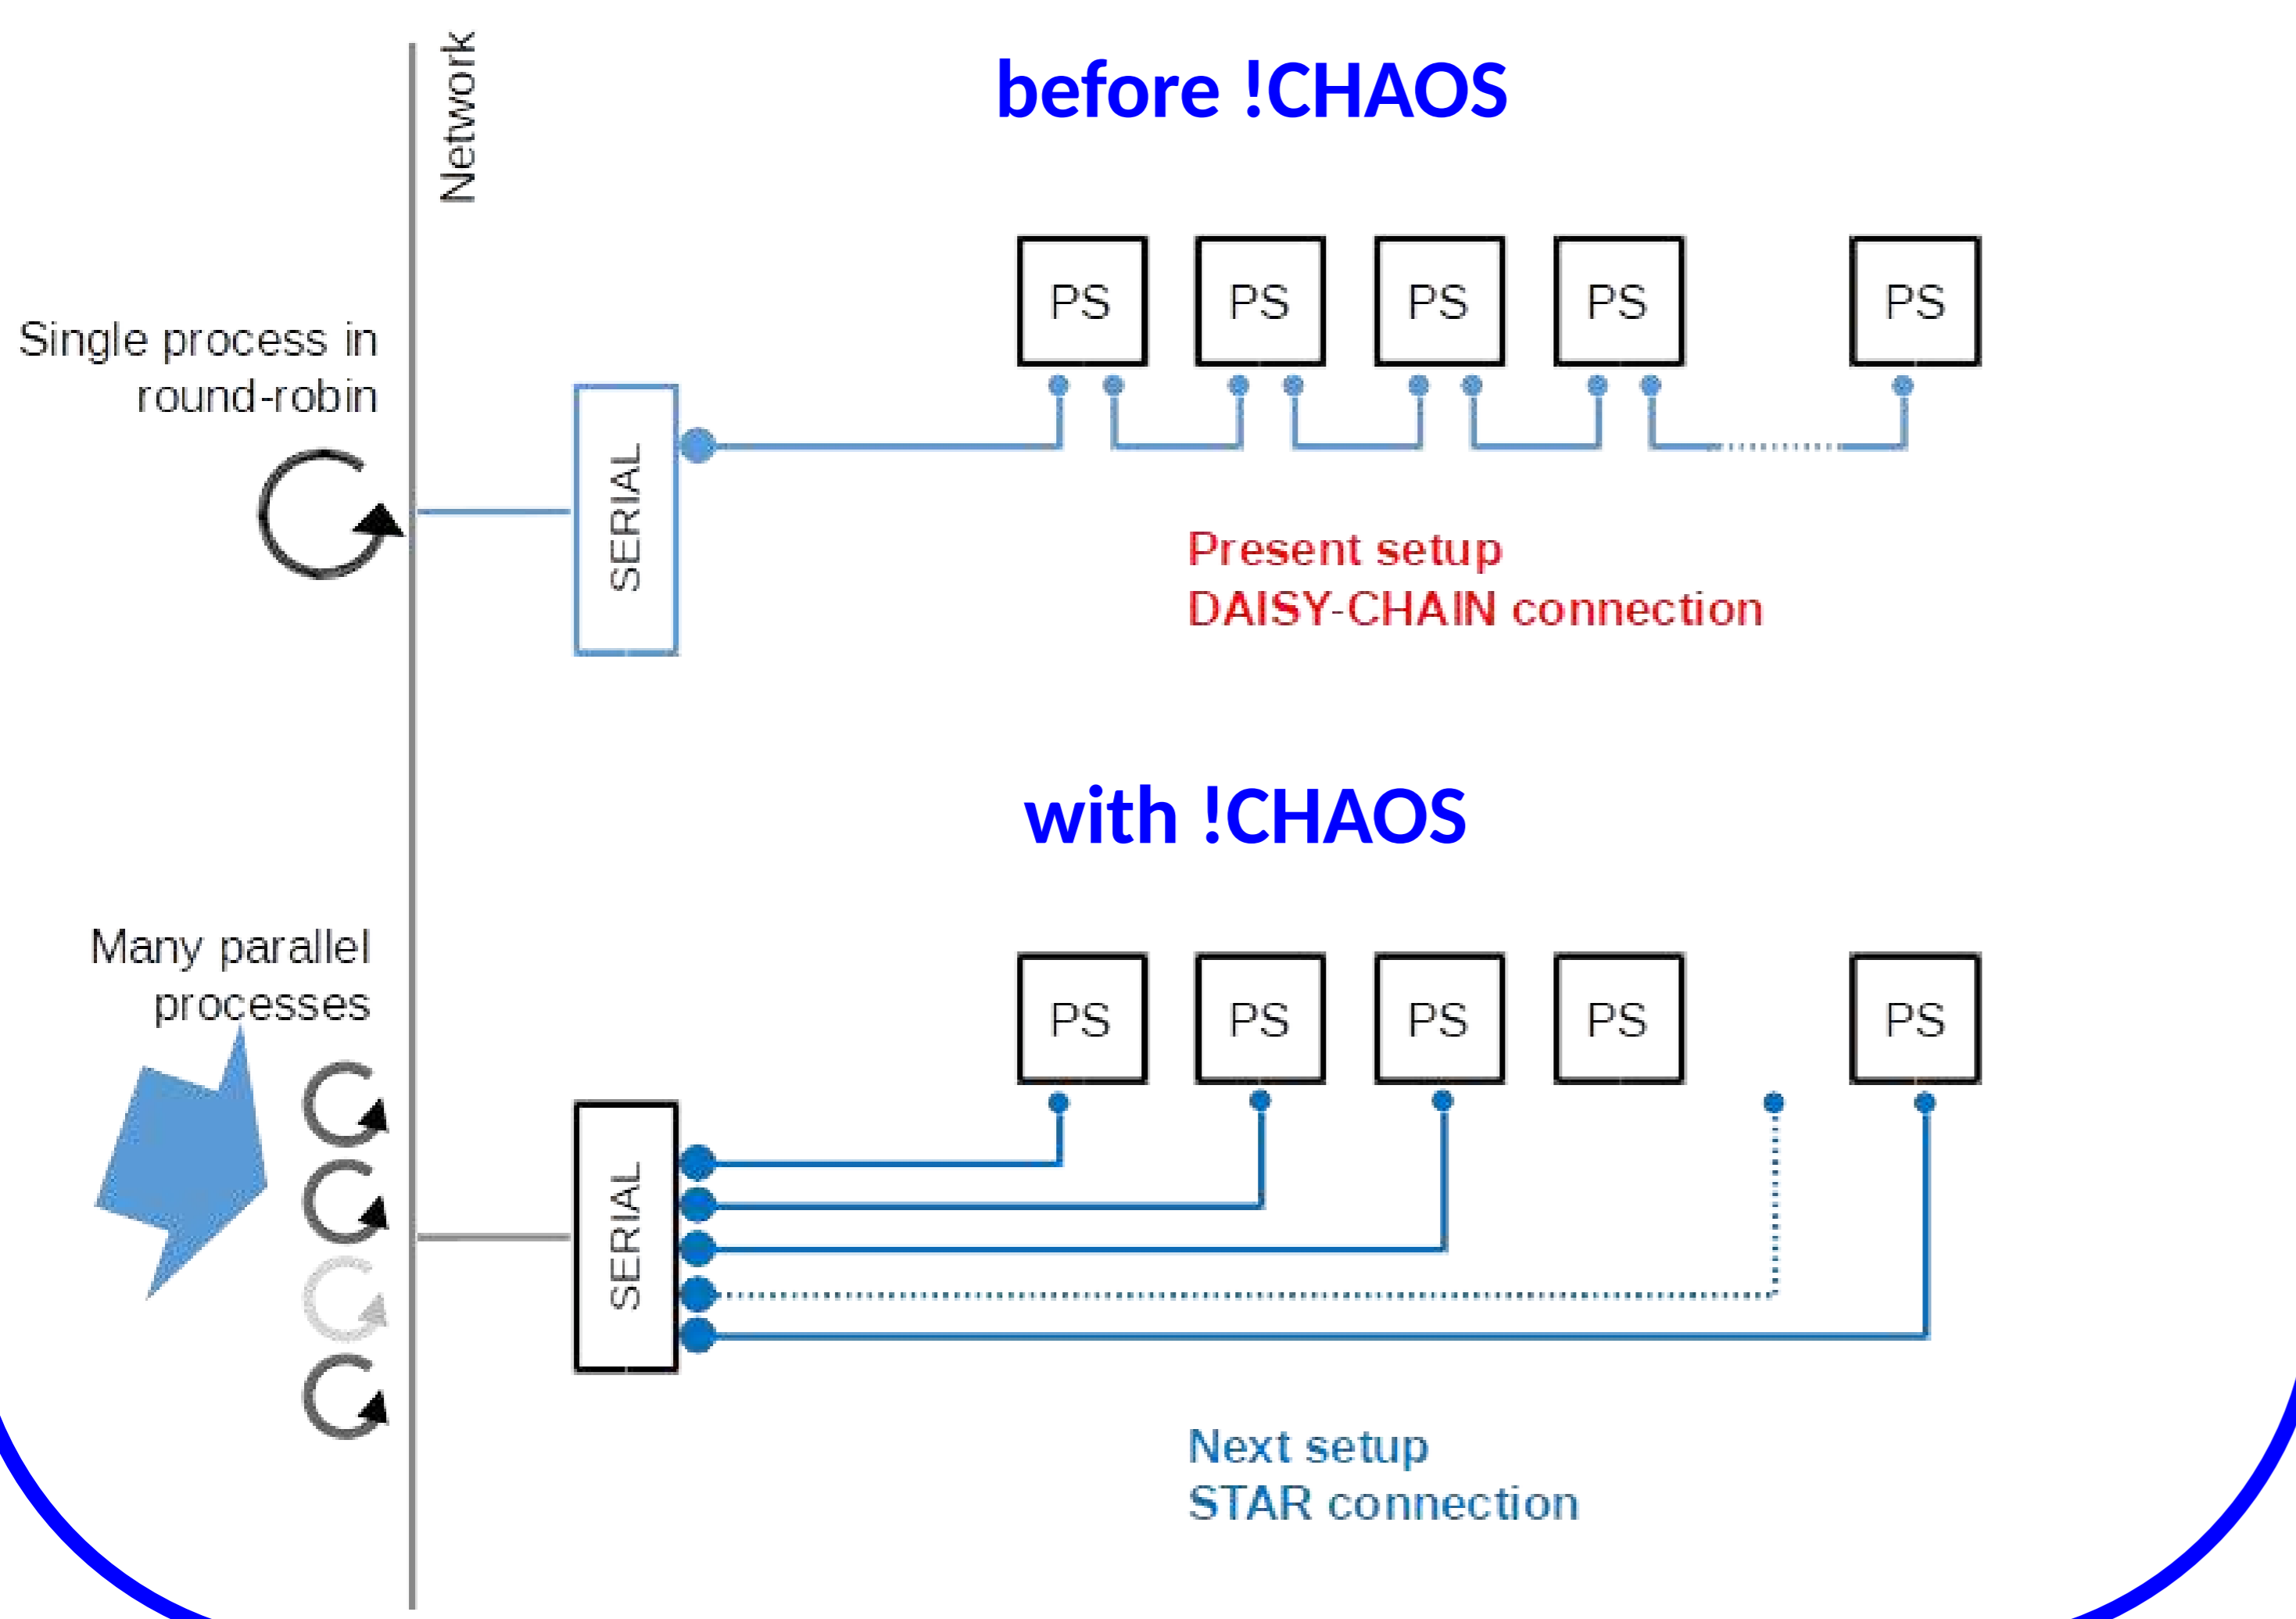 Network
before !CHAOS
PS PS PS PS PS
Single process in
round-robin
SERIAL
Present setup
DAISY-CHAIN connection
with !CHAOS
Many parallel
processes
PS PS PS PS PS
SERIAL
Next setup
STAR connection